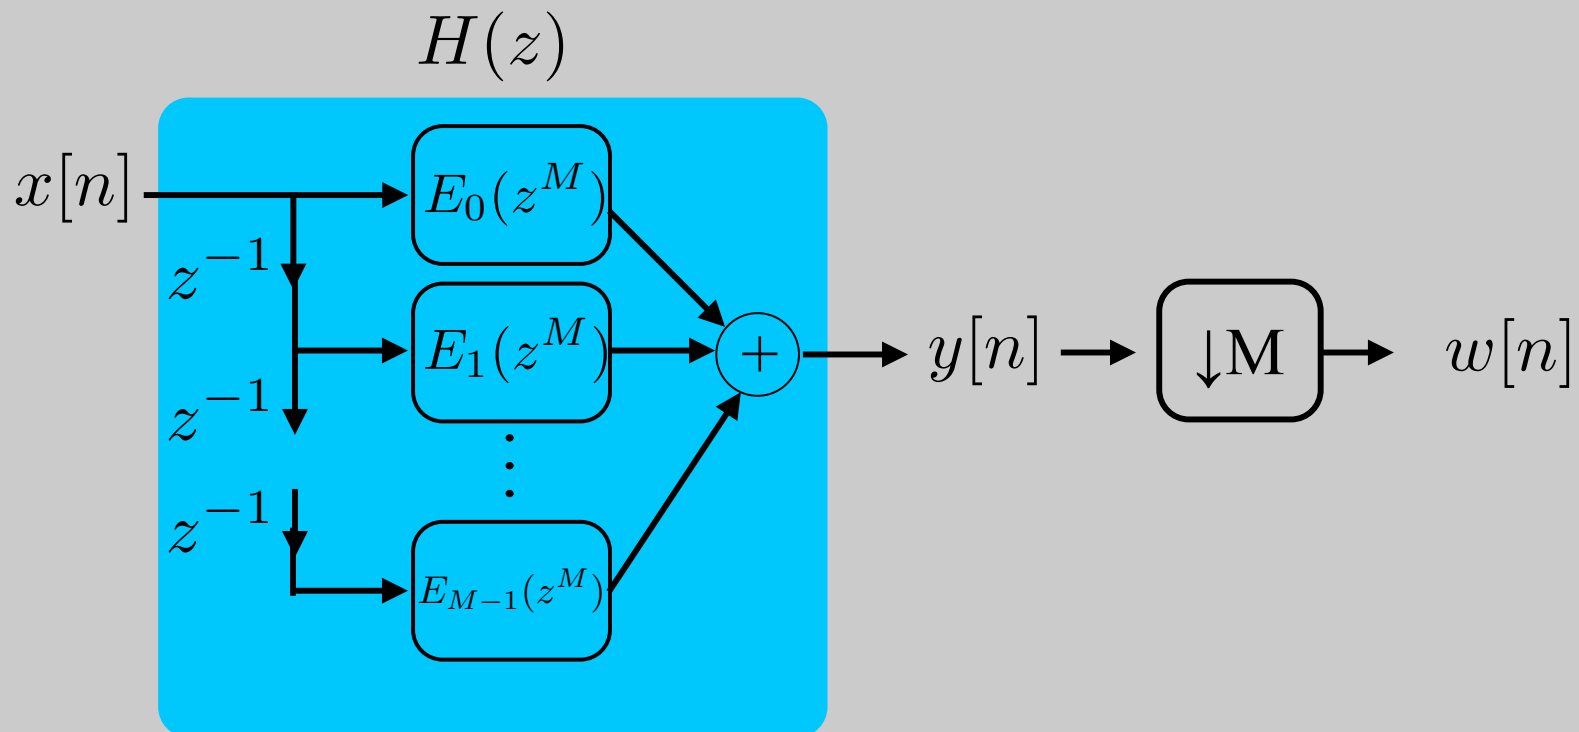 H(z)
x[n]
E_0(z^M)
z^{-1}
E_1(z^M)
+
y[n]
↓M
w[n]
z^{-1}
⋮
z^{-1}
E_{M-1}(z^M)